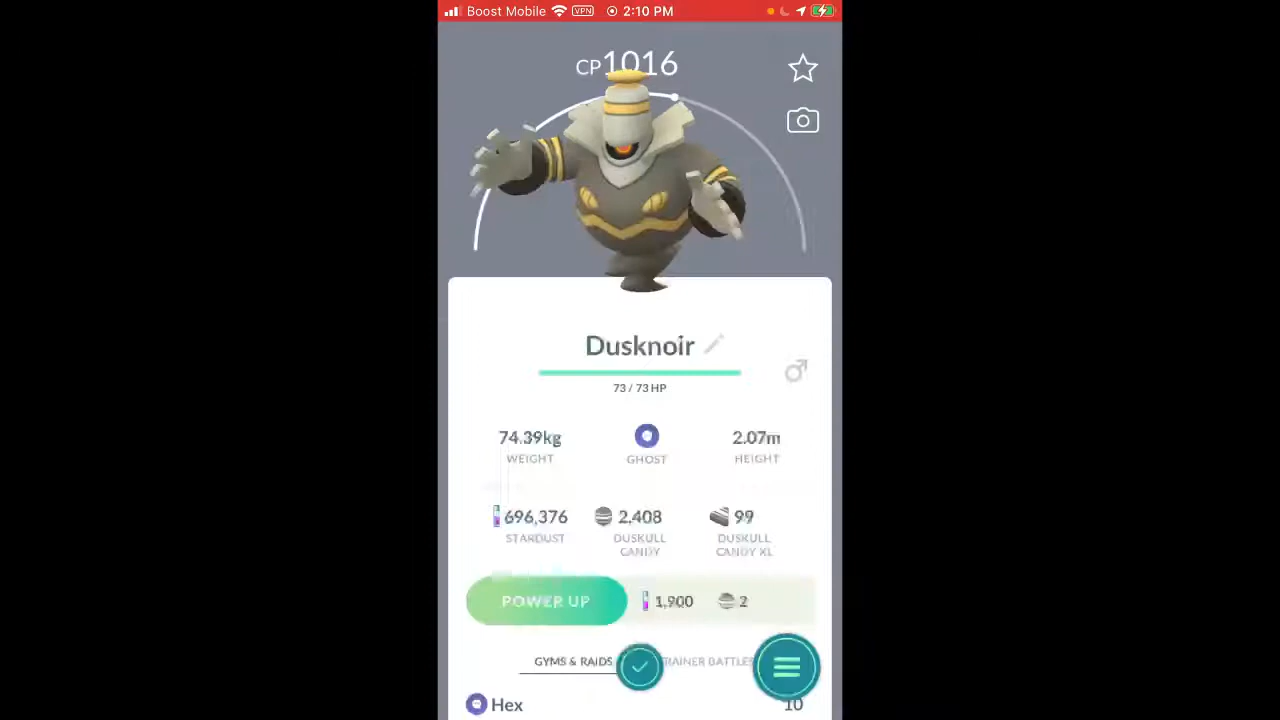 Boost Mobile VPN 2:10 PM
CP1016
Dusknoir
73 / 73 HP
74.39kg GHOST 2.07m
WEIGHT HEIGHT
696,376 2,408 99
STARDUST DUSKULL CANDY DUSKULL CANDY XL
POWER UP 1,900 2
GYMS & RAIDS TRAINER BATTLES
Hex 10